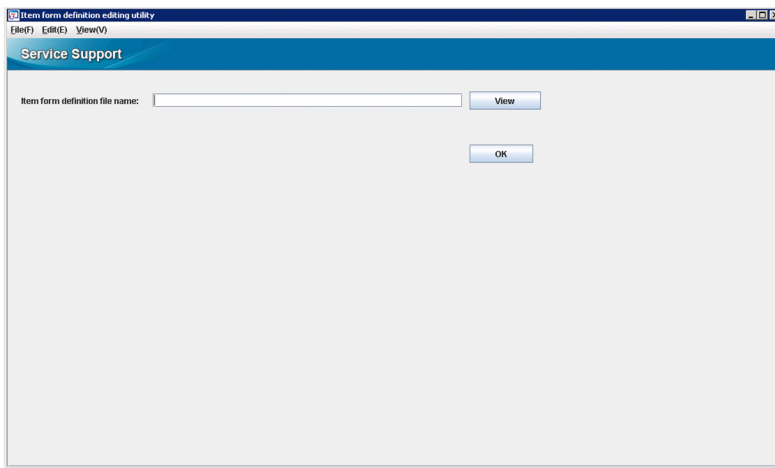 Item form definition editing utility
File(F) Edit(E) View(V)
Service Support
Item form definition file name: View
OK